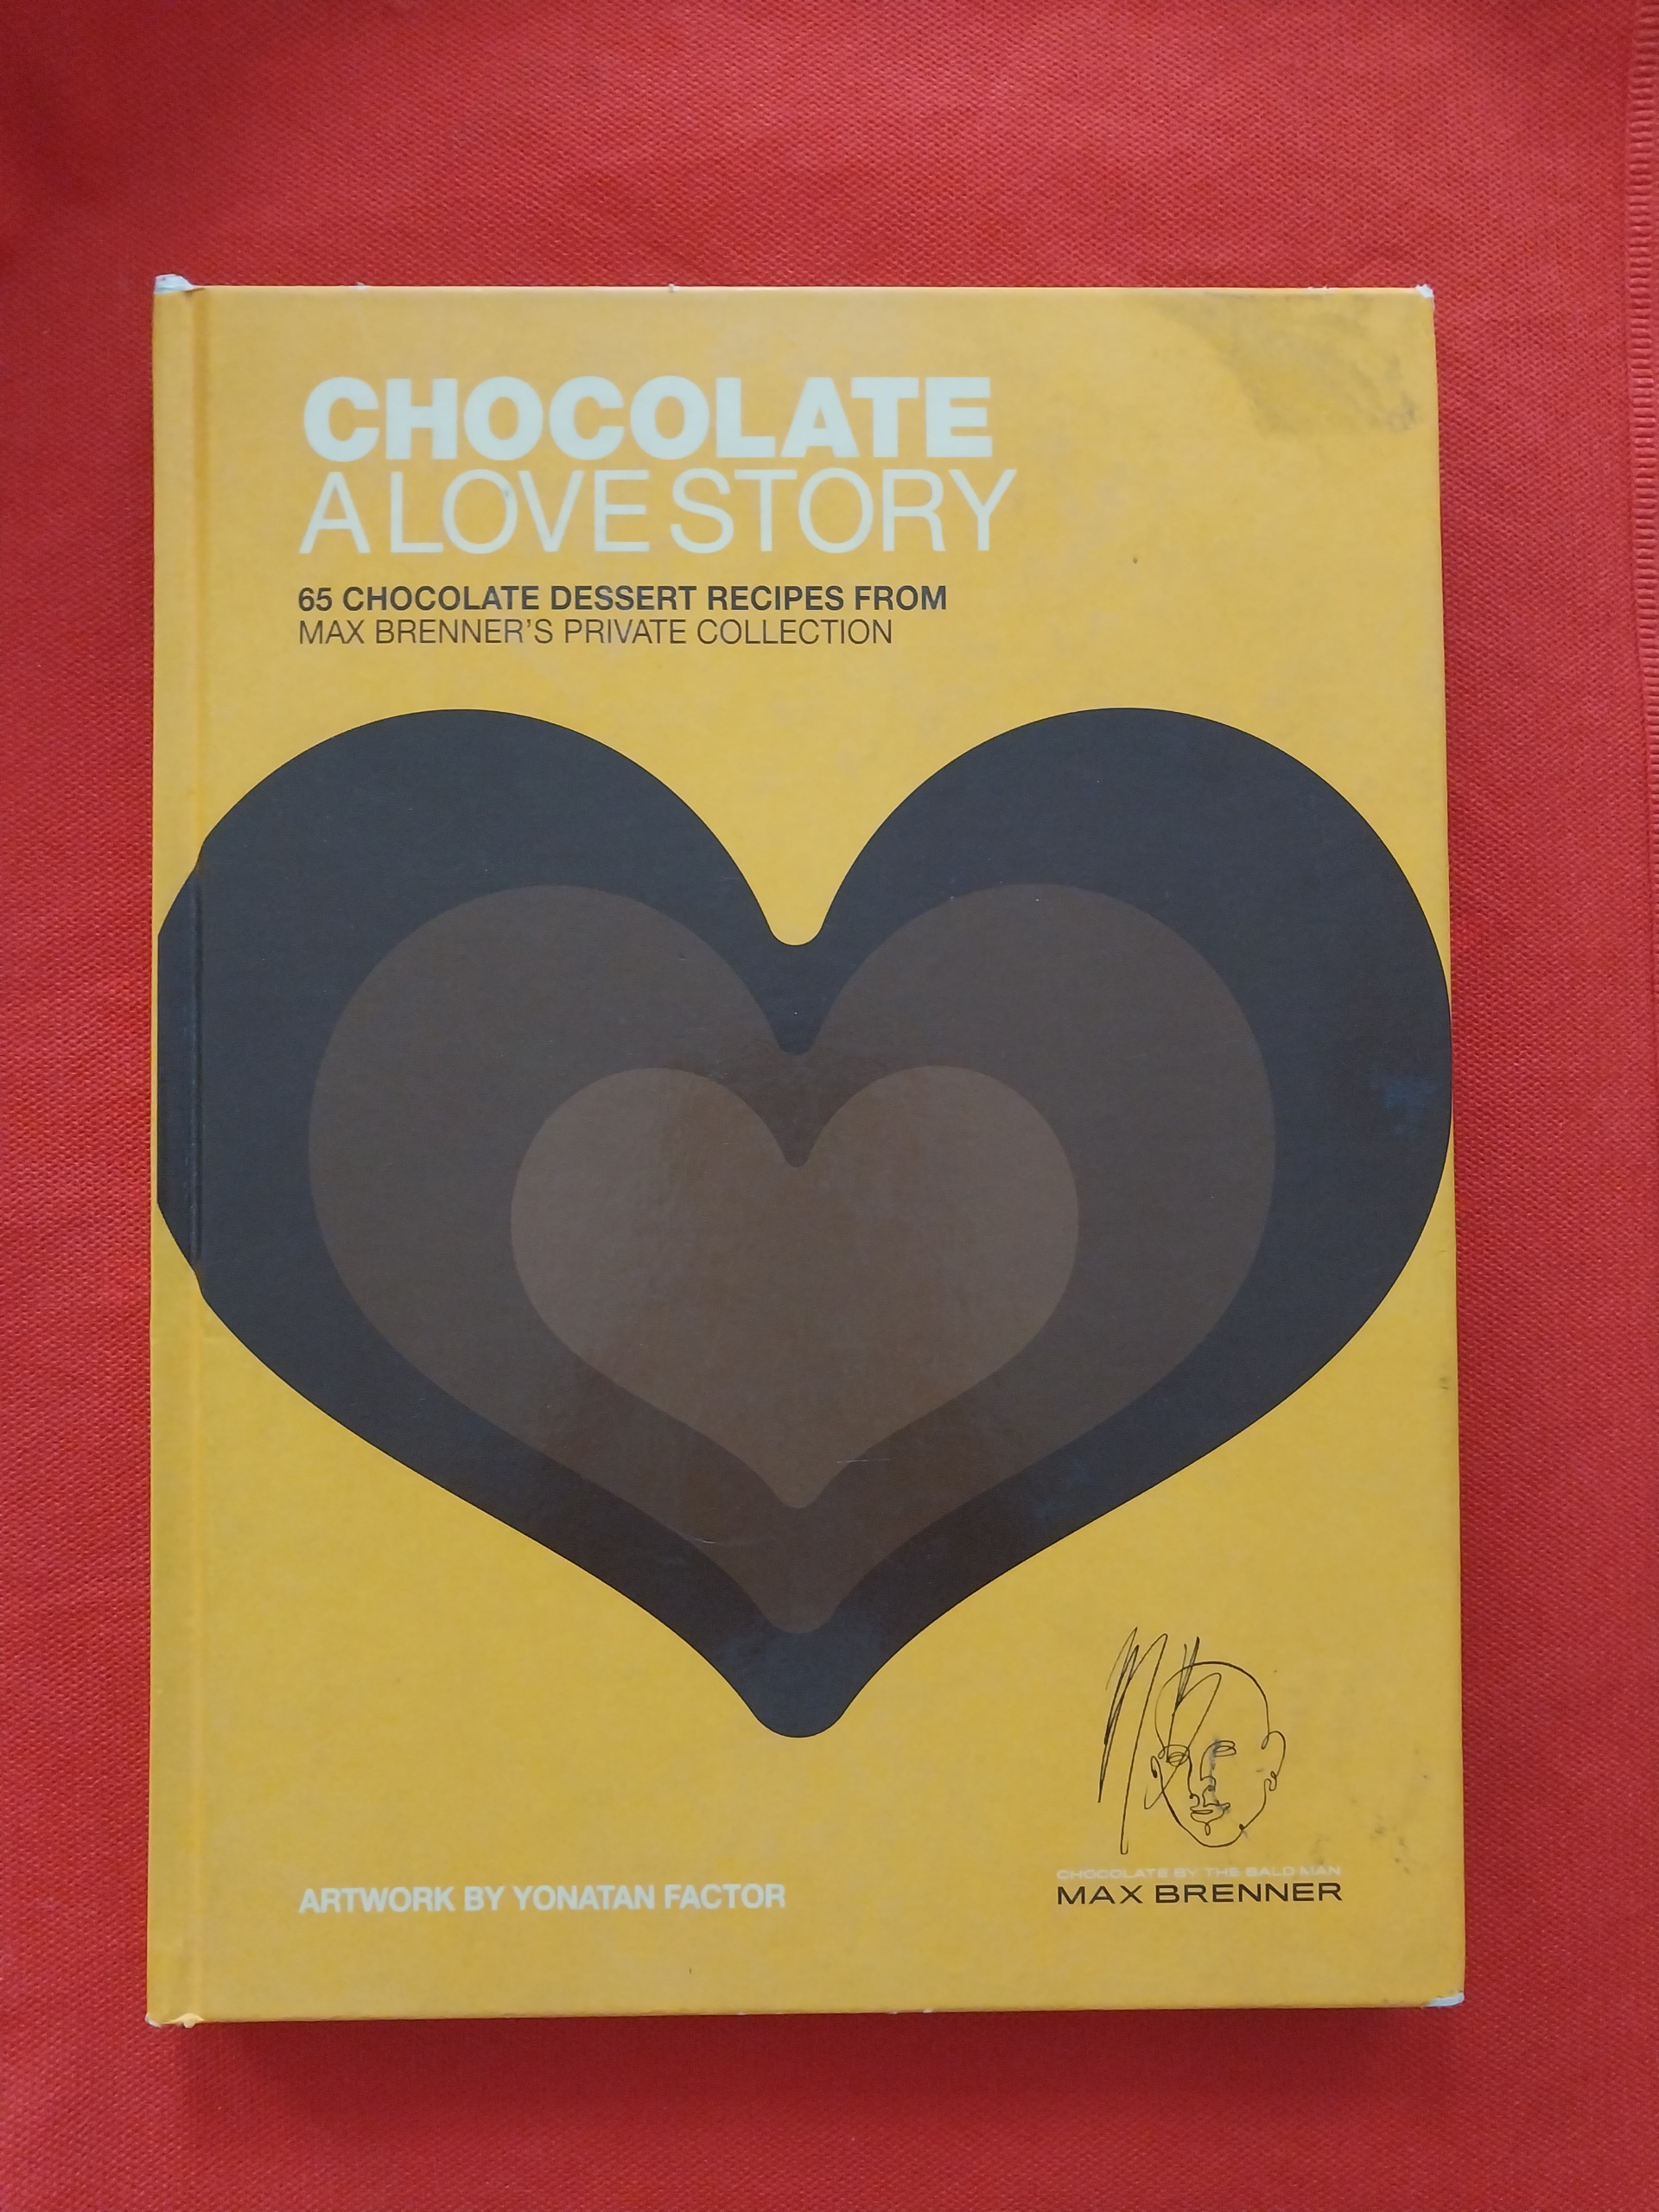 CHOCOLATE
A LOVE STORY
65 CHOCOLATE DESSERT RECIPES FROM
MAX BRENNER'S PRIVATE COLLECTION
ARTWORK BY YONATAN FACTOR
CHOCOLATE BY THE BALD MAN
MAX BRENNER